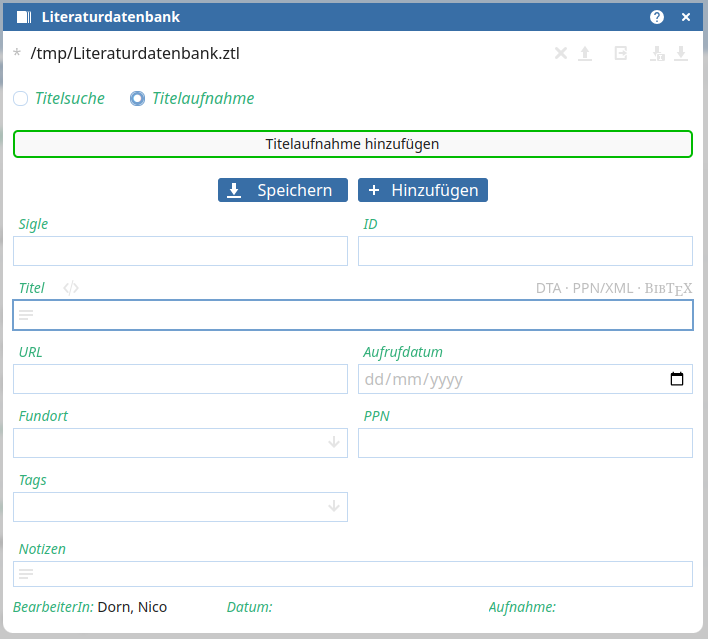 Literaturdatenbank
* /tmp/Literaturdatenbank.ztl
Titelsuche Titelaufnahme
Titelaufnahme hinzufügen
Speichern + Hinzufügen
Sigle ID
Titel </> DTA · PPN/XML · BIBTEX
URL Aufrufdatum
dd/mm/yyyy
Fundort PPN
Tags
Notizen
BearbeiterIn: Dorn, Nico Datum: Aufnahme: